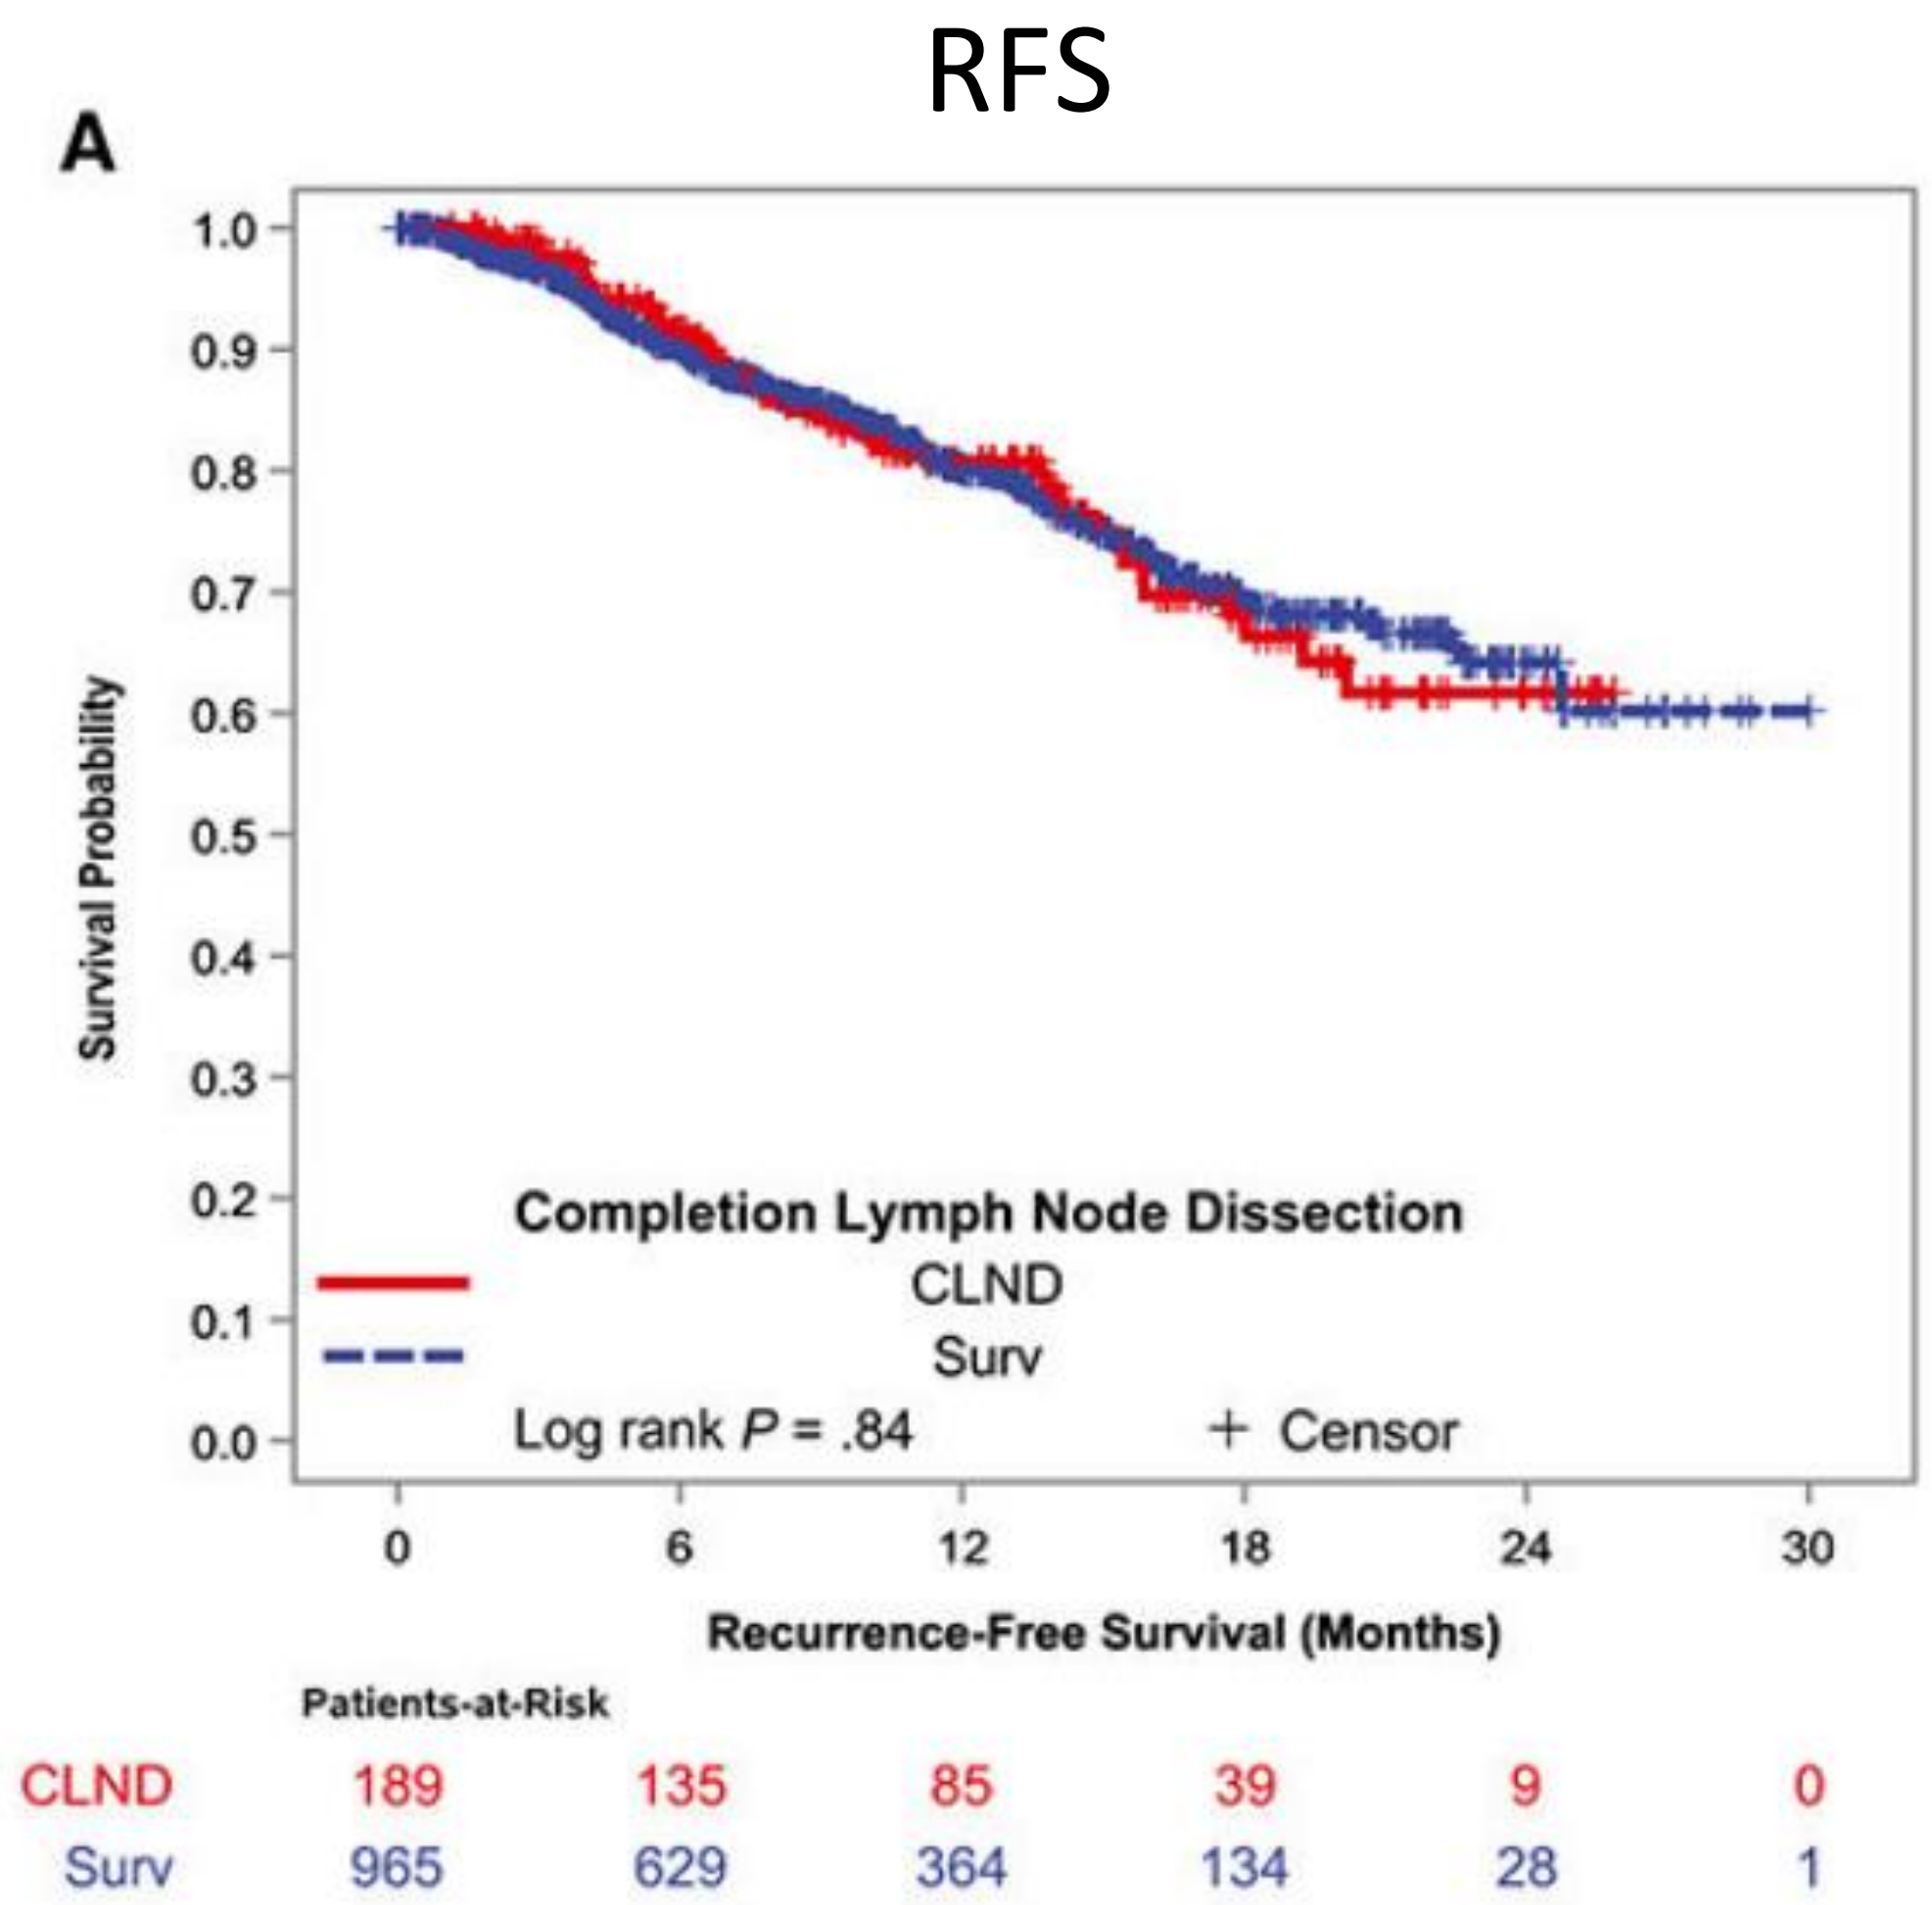 RFS
A
1.0
0.9
0.8
0.7
0.6
0.5
0.4
0.3
0.2
0.1
0.0
Survival Probability
Completion Lymph Node Dissection
CLND
Surv
Log rank P = .84 + Censor
0 6 12 18 24 30
Recurrence-Free Survival (Months)
Patients-at-Risk
CLND 189 135 85 39 9 0
Surv 965 629 364 134 28 1